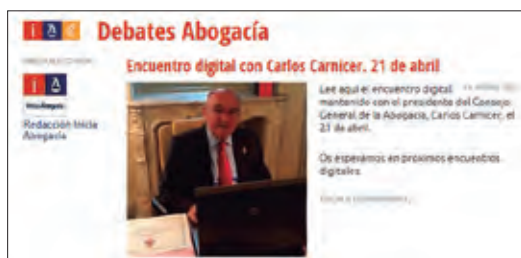 Debates Abogacía
Encuentro digital con Carlos Carnicer. 21 de abril
Lee aquí el encuentro digital
mantenido con el presidente del Consejo
General de la Abogacía, Carlos Carnicer, el
21 de abril.
Redacción Inicia
Abogacía
Os esperamos en próximos encuentros
digitales.